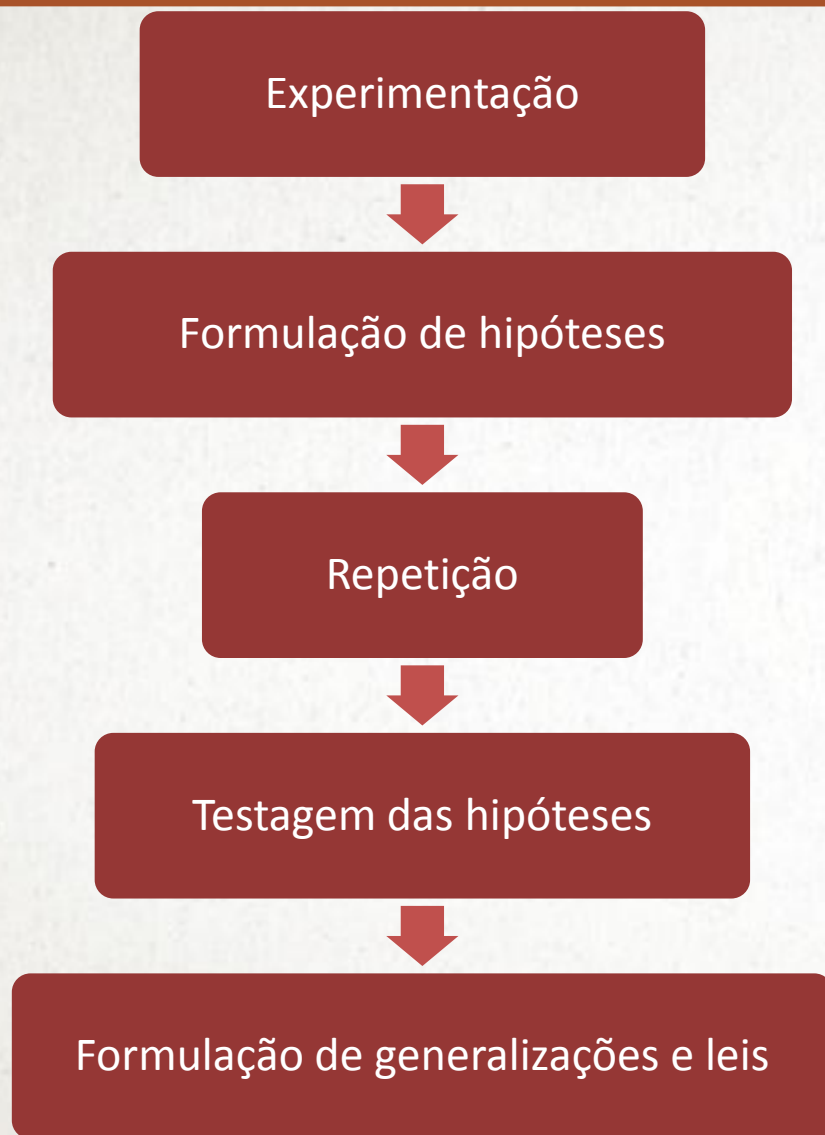 Experimentação
Formulação de hipóteses
Repetição
Testagem das hipóteses
Formulação de generalizações e leis